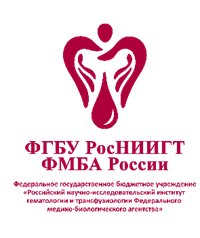 ФГБУ РосНИИГТ
ФМБА России
Федеральное государственное бюджетное учреждение
«Российский научно-исследовательский институт
гематологии и трансфузиологии Федерального
медико-биологического агентства»